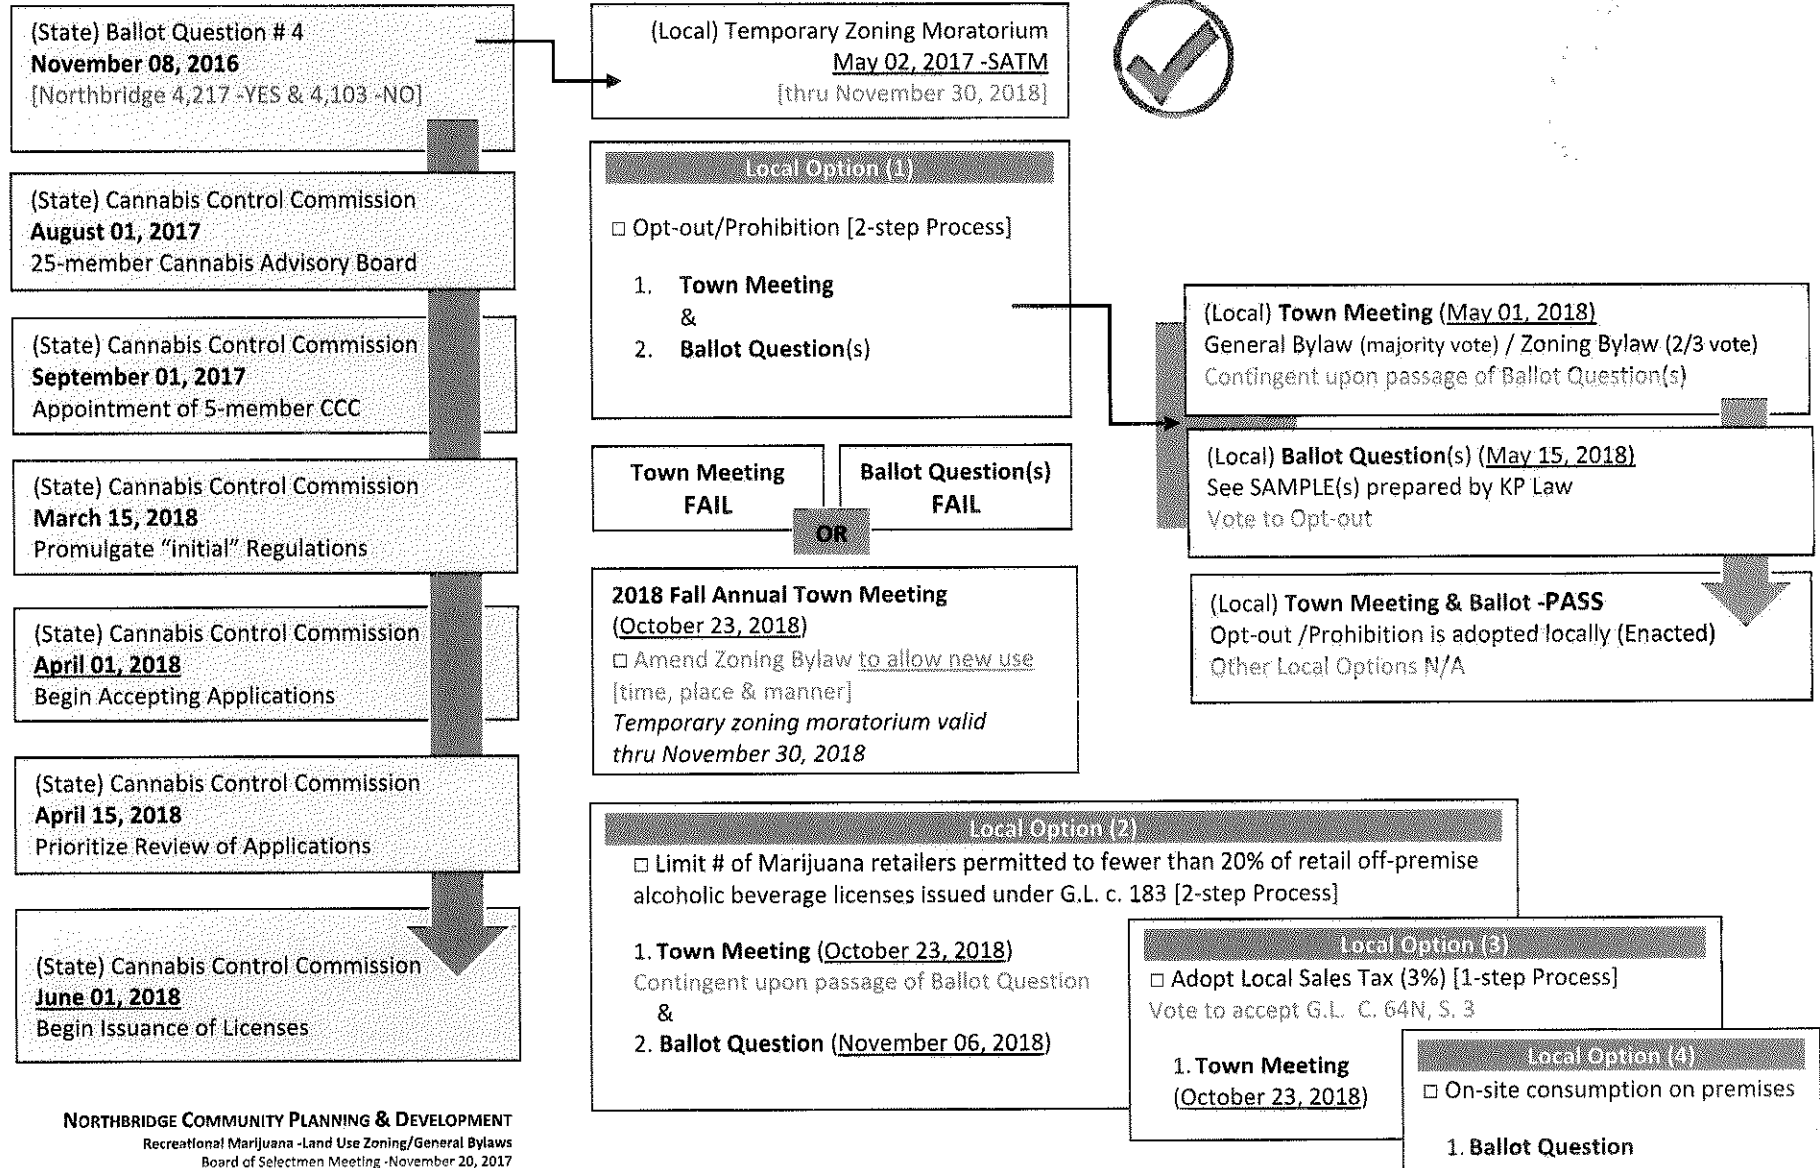 (State) Ballot Question # 4
November 08, 2016
[Northbridge 4,217 -YES & 4,103 -NO]
(State) Cannabis Control Commission
August 01, 2017
25-member Cannabis Advisory Board
(State) Cannabis Control Commission
September 01, 2017
Appointment of 5-member CCC
(State) Cannabis Control Commission
March 15, 2018
Promulgate “initial” Regulations
(State) Cannabis Control Commission
April 01, 2018
Begin Accepting Applications
(State) Cannabis Control Commission
April 15, 2018
Prioritize Review of Applications
(State) Cannabis Control Commission
June 01, 2018
Begin Issuance of Licenses
NORTHBRIDGE COMMUNITY PLANNING & DEVELOPMENT
Recreational Marijuana -Land Use Zoning/General Bylaws
Board of Selectmen Meeting -November 20, 2017
(Local) Temporary Zoning Moratorium
May 02, 2017 -SATM
[thru November 30, 2018]
Local Option (1)
□ Opt-out/Prohibition [2-step Process]
1. Town Meeting
&
2. Ballot Question(s)
Town Meeting
FAIL
OR
Ballot Question(s)
FAIL
2018 Fall Annual Town Meeting
(October 23, 2018)
□ Amend Zoning Bylaw to allow new use
[time, place & manner]
Temporary zoning moratorium valid
thru November 30, 2018
(Local) Town Meeting (May 01, 2018)
General Bylaw (majority vote) / Zoning Bylaw (2/3 vote)
Contingent upon passage of Ballot Question(s)
(Local) Ballot Question(s) (May 15, 2018)
See SAMPLE(s) prepared by KP Law
Vote to Opt-out
(Local) Town Meeting & Ballot -PASS
Opt-out /Prohibition is adopted locally (Enacted)
Other Local Options N/A
Local Option (2)
□ Limit # of Marijuana retailers permitted to fewer than 20% of retail off-premise
alcoholic beverage licenses issued under G.L. c. 183 [2-step Process]
1. Town Meeting (October 23, 2018)
Contingent upon passage of Ballot Question
&
2. Ballot Question (November 06, 2018)
Local Option (3)
□ Adopt Local Sales Tax (3%) [1-step Process]
Vote to accept G.L. C. 64N, S. 3
1. Town Meeting
(October 23, 2018)
Local Option (4)
□ On-site consumption on premises
1. Ballot Question